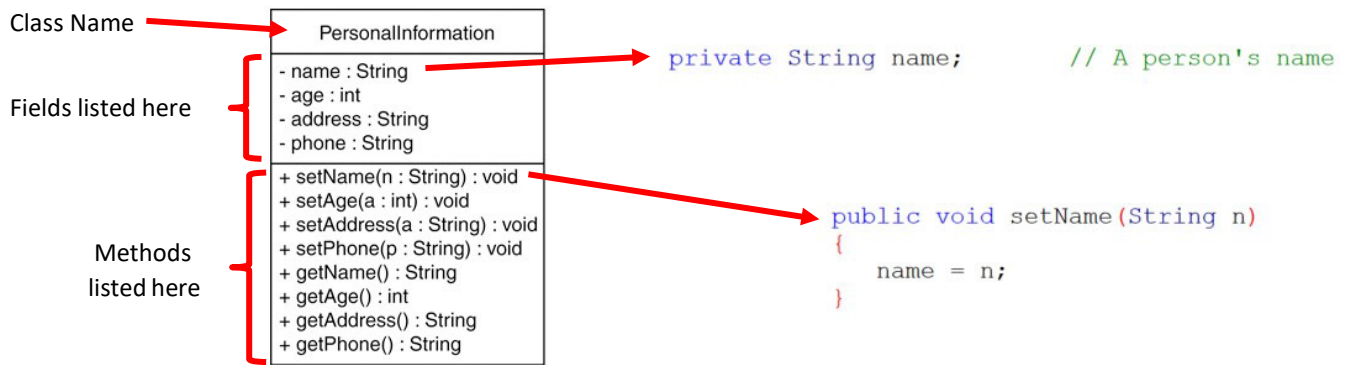 Class Name
PersonalInformation
Fields listed here
- name : String
- age : int
- address : String
- phone : String
private String name; // A person's name
Methods
listed here
+ setName(n : String) : void
+ setAge(a : int) : void
+ setAddress(a : String) : void
+ setPhone(p : String) : void
+ getName() : String
+ getAge() : int
+ getAddress() : String
+ getPhone() : String
public void setName(String n)
{
name = n;
}